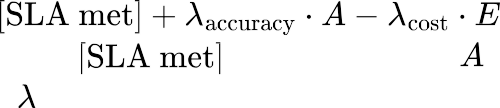 [SLA met] + λ_accuracy · A − λ_cost · E
[SLA met] A
λ